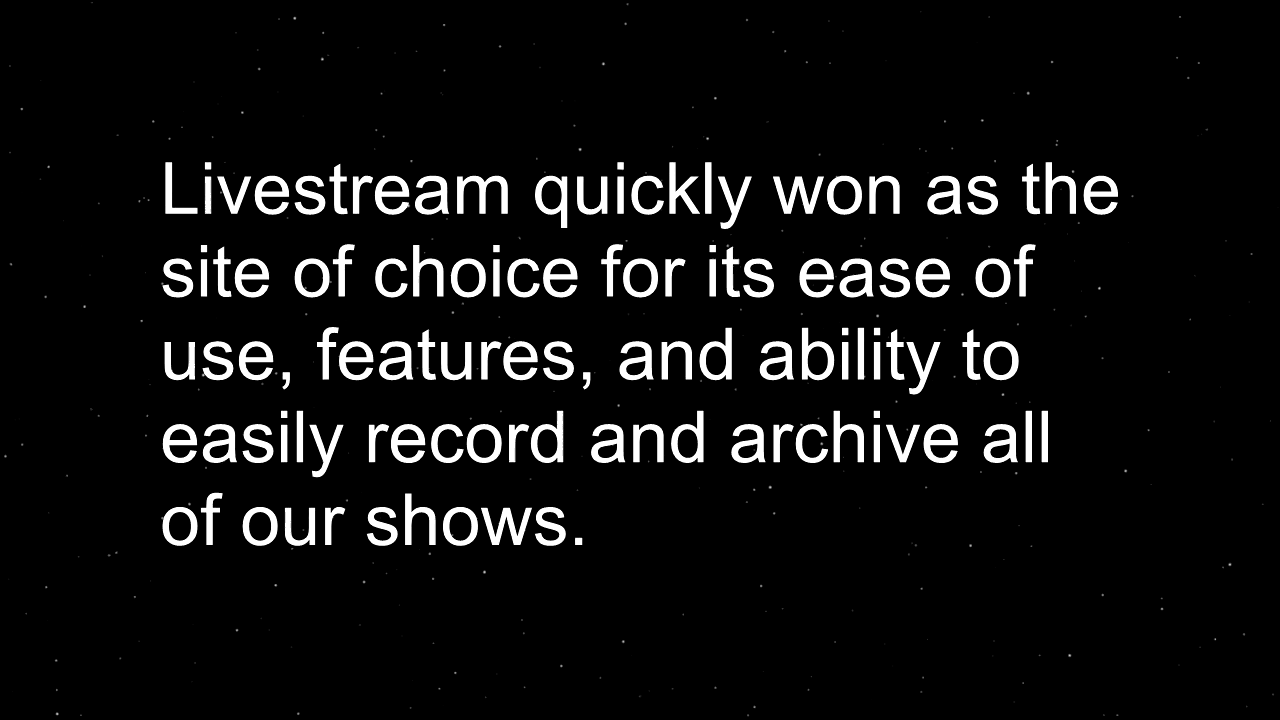 Livestream quickly won as the
site of choice for its ease of
use, features, and ability to
easily record and archive all
of our shows.